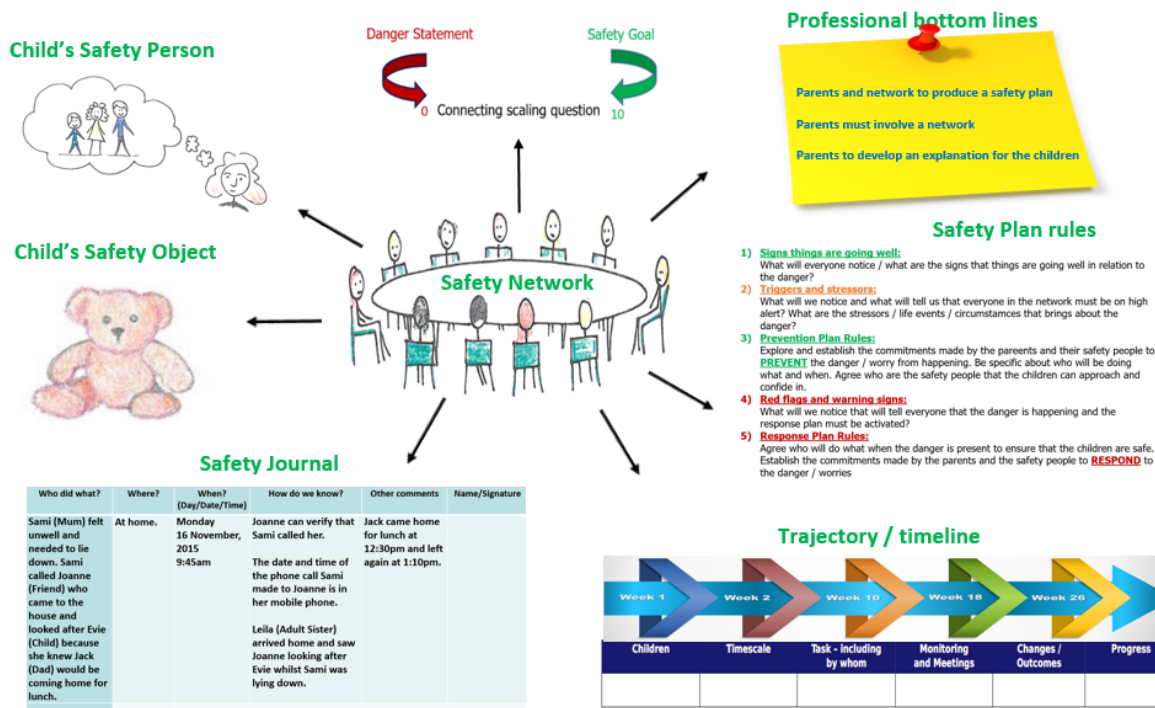 Child's Safety Person
Danger Statement
Safety Goal
0 Connecting scaling question 10
Professional bottom lines
Parents and network to produce a safety plan
Parents must involve a network
Parents to develop an explanation for the children
Child's Safety Object
Safety Network
Safety Plan rules
1) Signs things are going well:
What will everyone notice / what are the signs that things are going well in relation to
the danger?
2) Triggers and stressors:
What will we notice and what will tell us that everyone in the network must be on high
alert? What are the stressors / life events / circumstances that brings about the
danger?
3) Prevention Plan Rules:
Explore and establish the commitments made by the pareents and their safety people to
PREVENT the danger / worry from happening. Be specific about who will be doing
what and when. Agree who are the safety people that the children can approach and
confide in.
4) Red flags and warning signs:
What will we notice that will tell everyone that the danger is happening and the
response plan must be activated?
5) Response Plan Rules:
Agree who will do what when the danger is present to ensure that the children are safe.
Establish the commitments made by the parents and the safety people to RESPOND to
the danger / worries
Safety Journal
Who did what?
Where?
When?
(Day/Date/Time)
How do we know?
Other comments
Name/Signature
Sami (Mum) felt
unwell and
needed to lie
down. Sami
called Joanne
(Friend) who
came to the
house and
looked after Evie
(Child) because
she knew Jack
(Dad) would be
coming home for
lunch.
At home.
Monday
16 November,
2015
9:45am
Joanne can verify that
Sami called her.
The date and time of
the phone call Sami
made to Joanne is in
her mobile phone.
Leila (Adult Sister)
arrived home and saw
Joanne looking after
Evie whilst Sami was
lying down.
Jack came home
for lunch at
12:30pm and left
again at 1:10pm.
Trajectory / timeline
Week 1
Week 2
Week 10
Week 18
Week 26
Children
Timescale
Task - including
by whom
Monitoring
and Meetings
Changes /
Outcomes
Progress